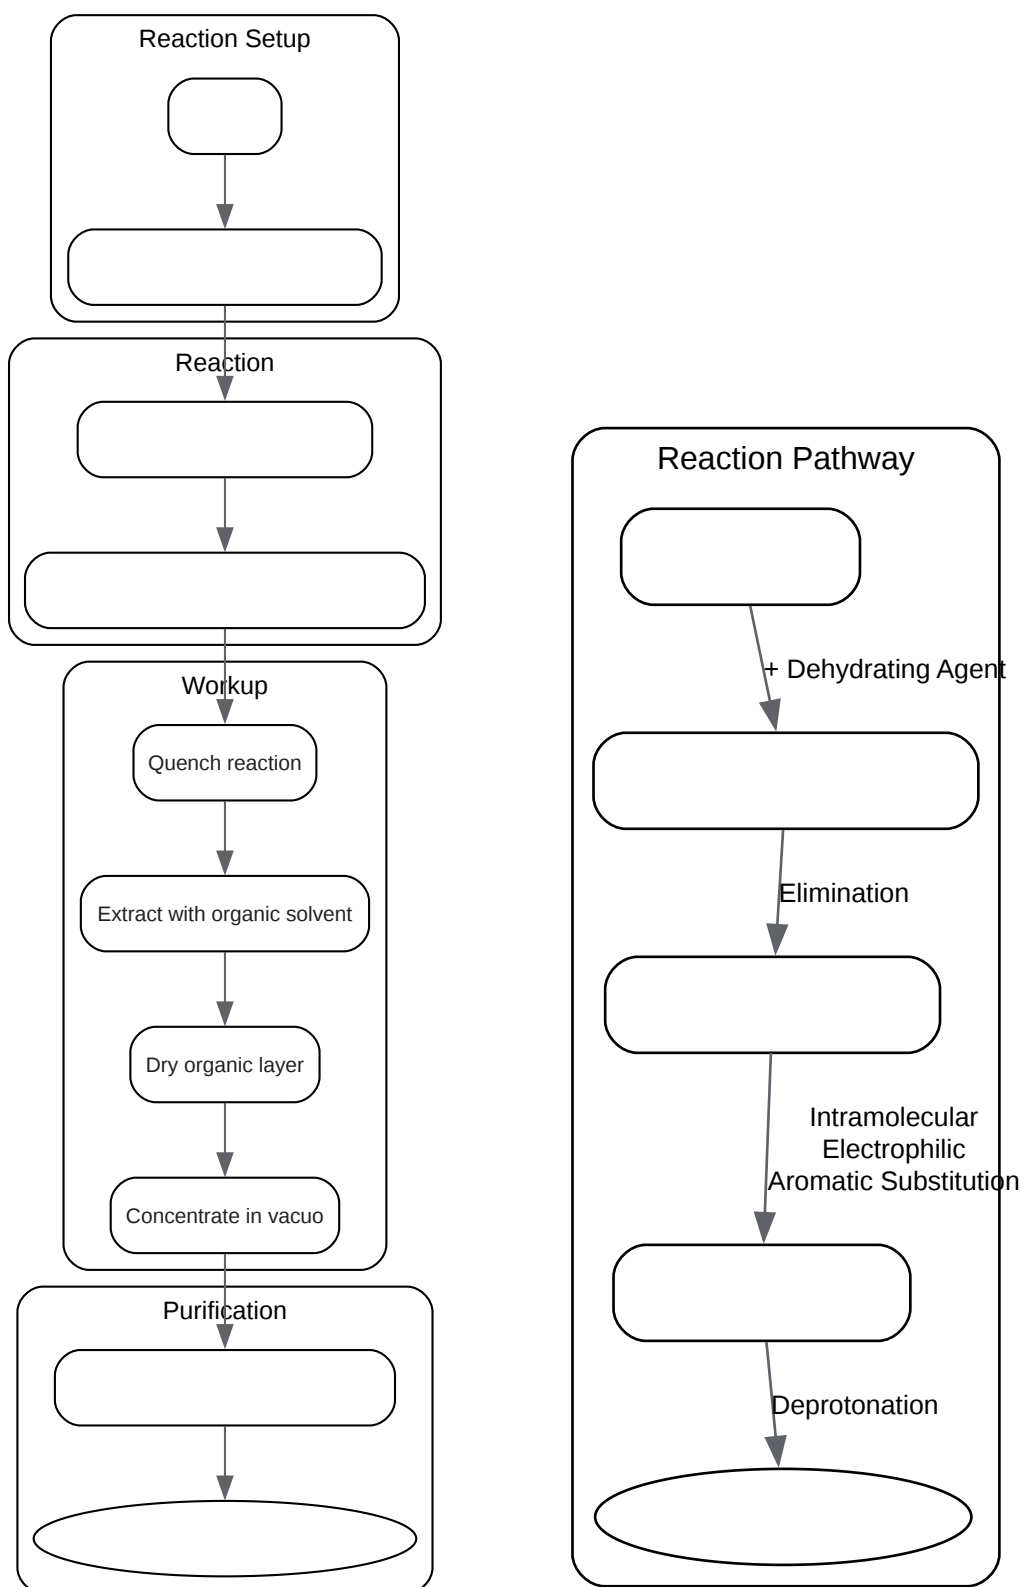 Reaction Setup
Reaction
Workup
Quench reaction
Extract with organic solvent
Dry organic layer
Concentrate in vacuo
Purification
Reaction Pathway
+ Dehydrating Agent
Elimination
Intramolecular
Electrophilic
Aromatic Substitution
Deprotonation